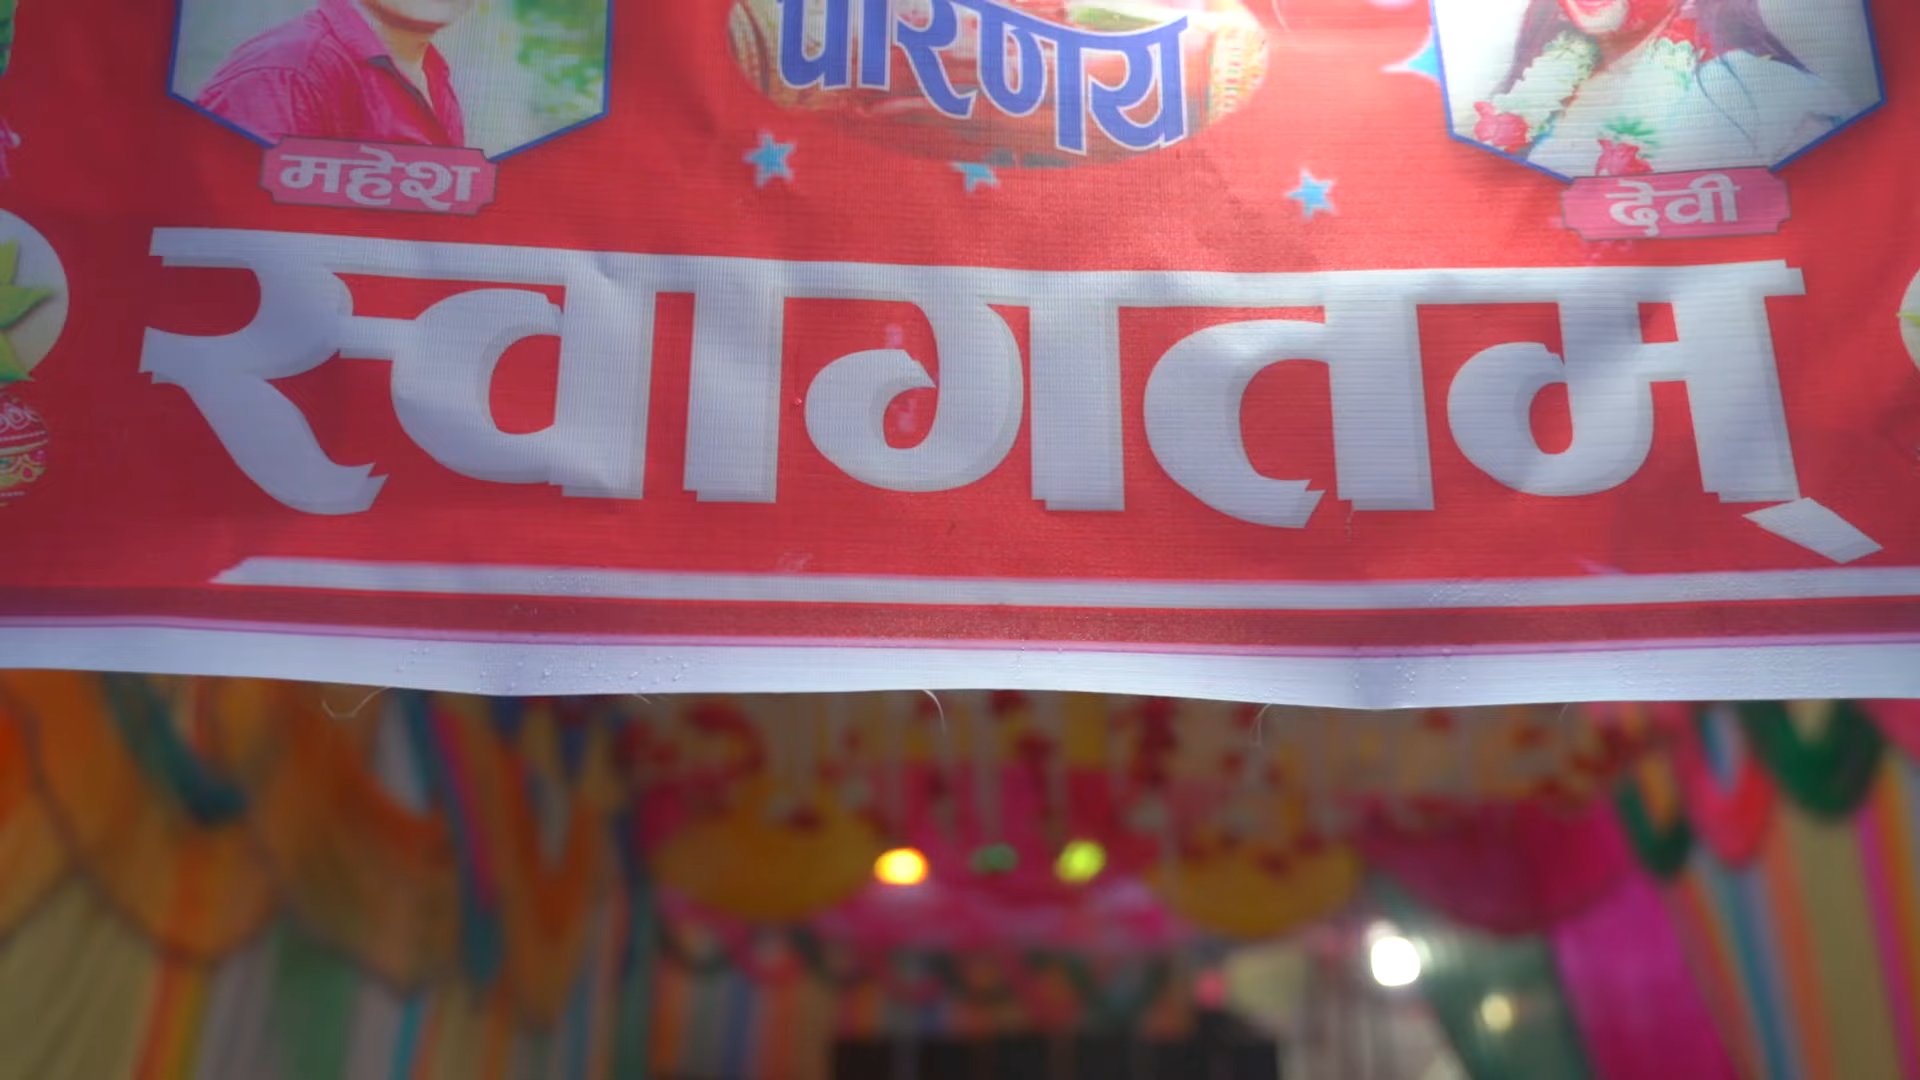 परिणय
महेश
देवी
स्वागतम्